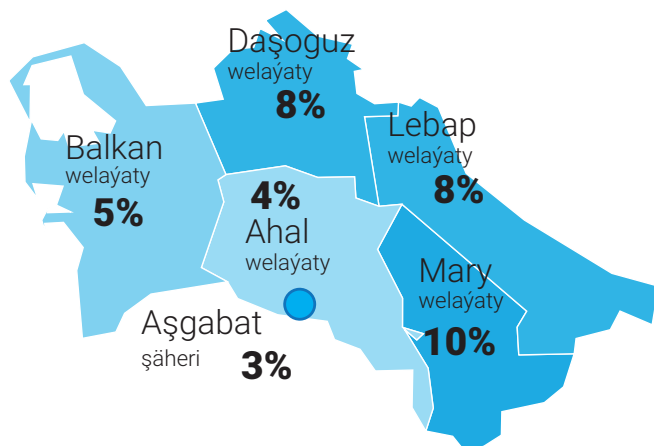 Daşoguz
welaýaty
8%
Lebap
welaýaty
8%
Balkan
welaýaty
5%
4%
Ahal
welaýaty
Mary
welaýaty
10%
Aşgabat
şäheri 3%